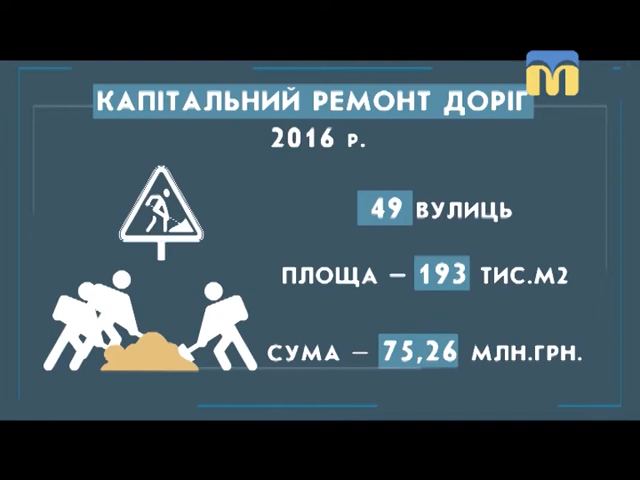 КАПІТАЛЬНИЙ РЕМОНТ ДОРІГ
2016 р.
49 ВУЛИЦЬ
ПЛОЩА – 193 ТИС.М2
СУМА – 75,26 МЛН.ГРН.